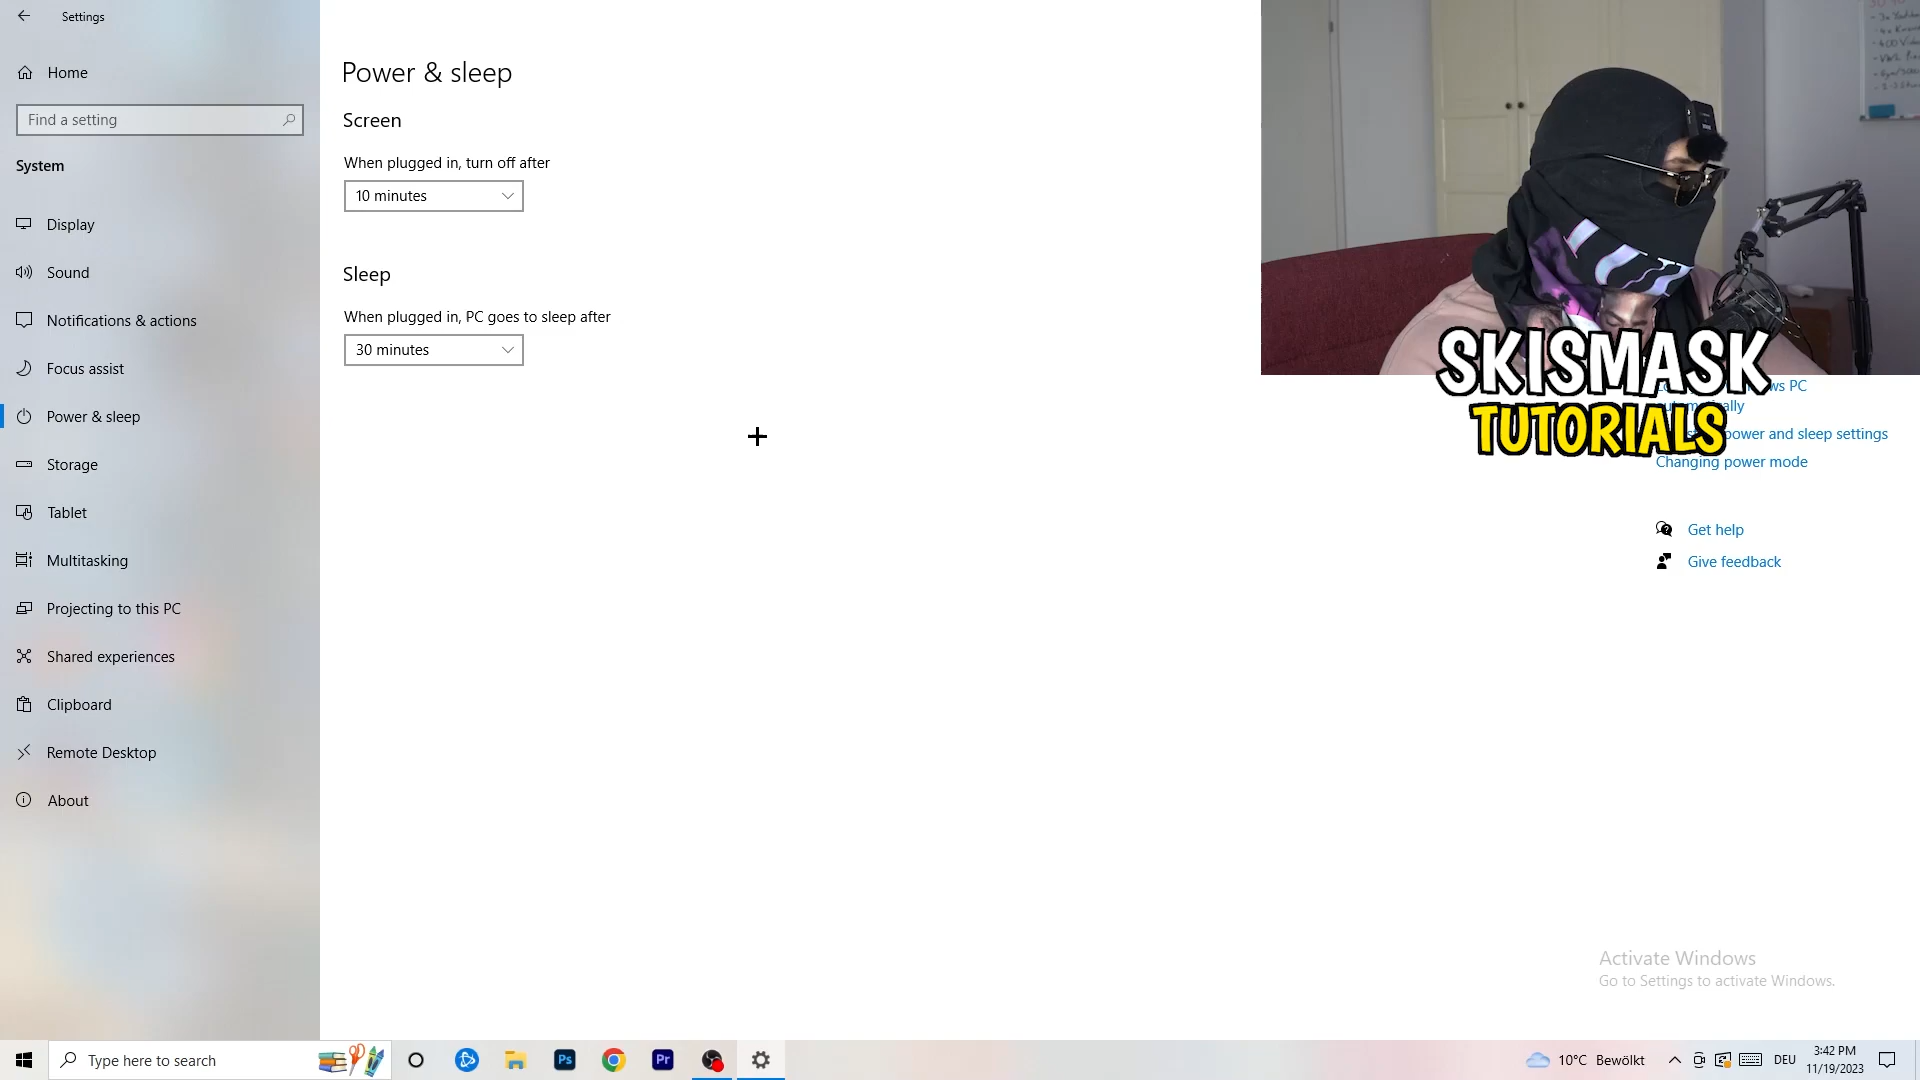 Settings
Home
Find a setting
System
Display
Sound
Notifications & actions
Focus assist
Power & sleep
Storage
Tablet
Multitasking
Projecting to this PC
Shared experiences
Clipboard
Remote Desktop
About
Power & sleep
Screen
When plugged in, turn off after
10 minutes
Sleep
When plugged in, PC goes to sleep after
30 minutes
SKISMASK
TUTORIALS
PC
power and sleep settings
Changing power mode
Get help
Give feedback
Activate Windows
Go to Settings to activate Windows.
Type here to search
Ps
Pr
10°C Bewölkt
DEU
3:42 PM
11/19/2023